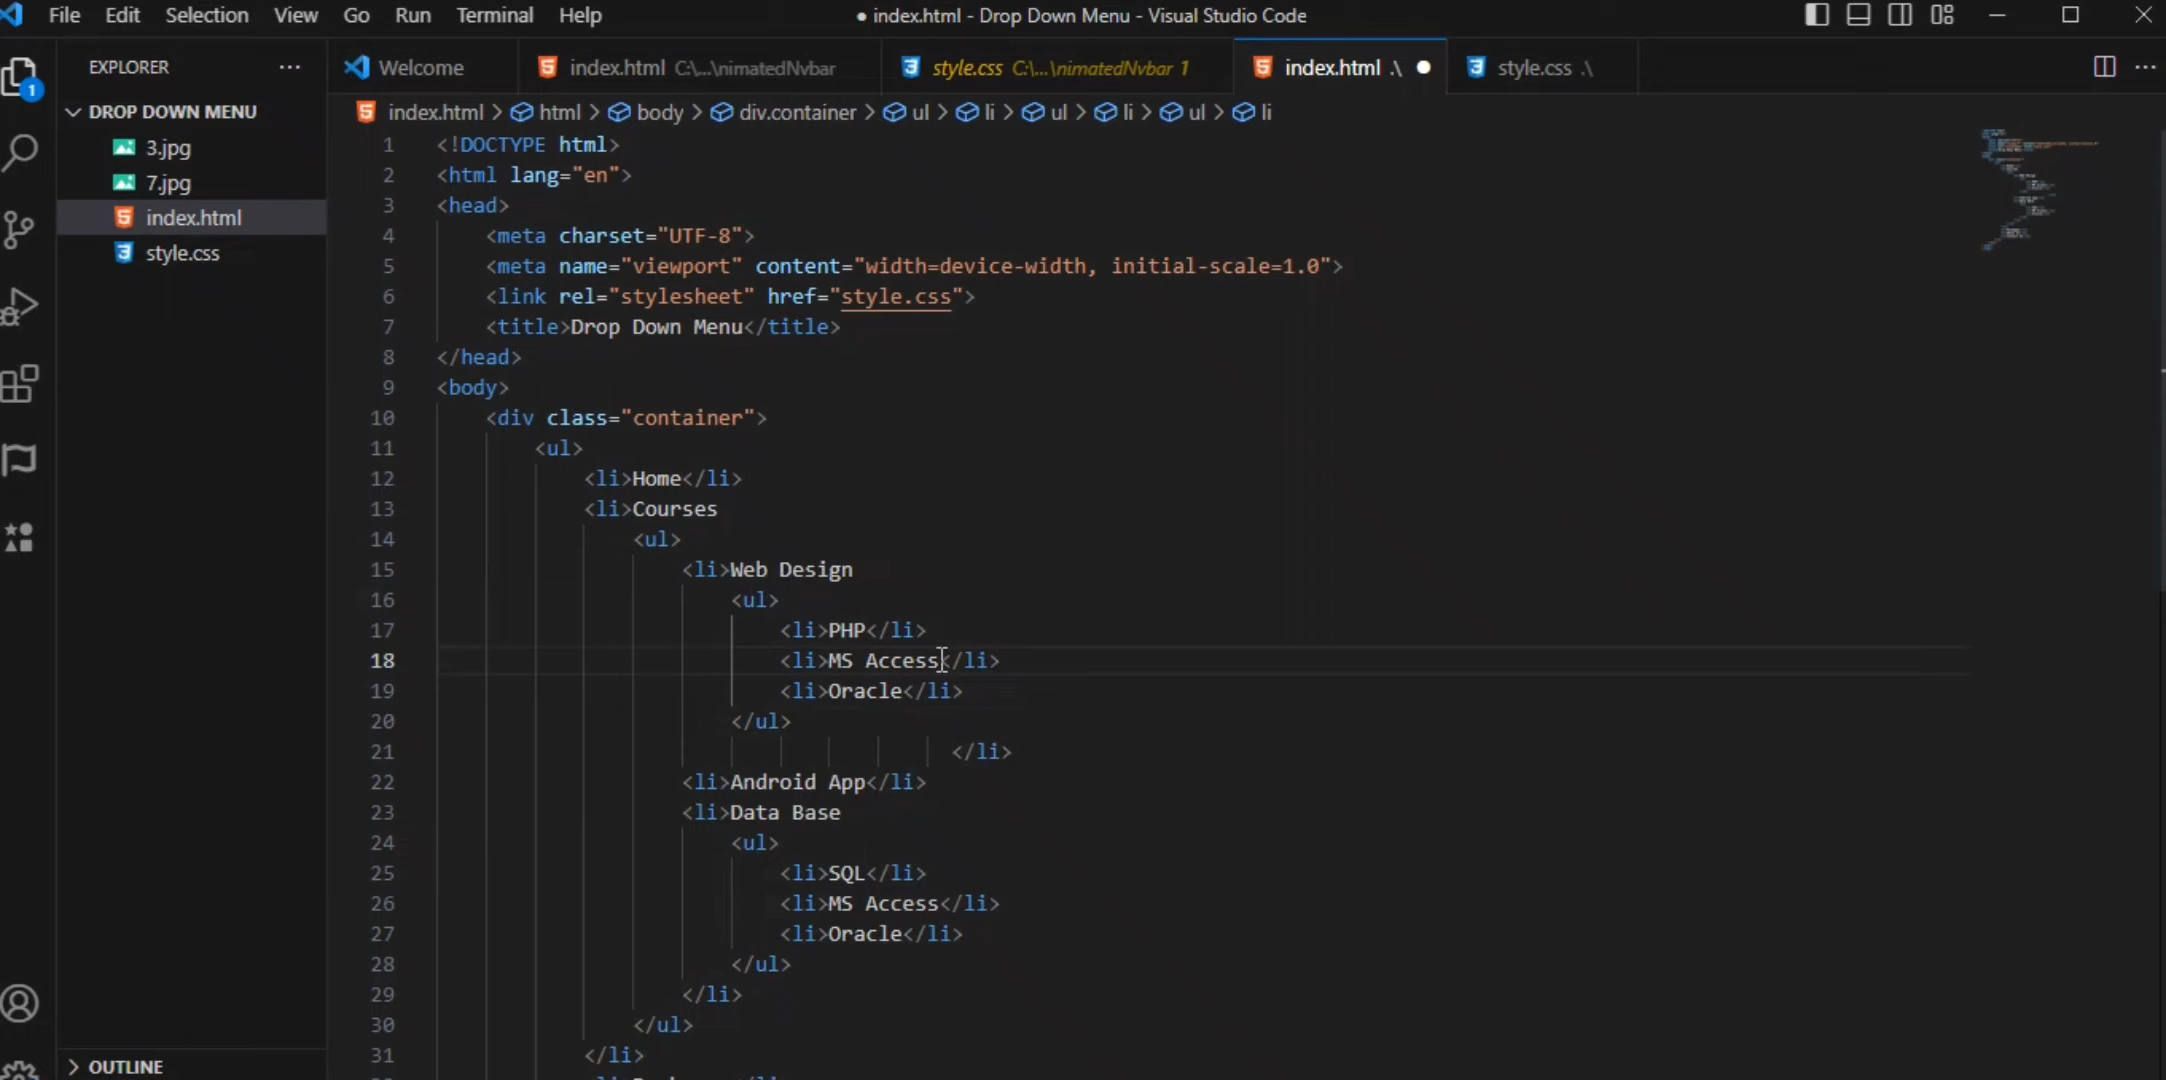 File Edit Selection View Go Run Terminal Help
● index.html - Drop Down Menu - Visual Studio Code
EXPLORER ···
Welcome
index.html C:\...\nimatedNvbar
style.css C:\...\nimatedNvbar 1
index.html .\ ●
style.css .\
1
DROP DOWN MENU
3.jpg
7.jpg
index.html
style.css
OUTLINE
index.html > html > body > div.container > ul > li > ul > li > ul > li
1 <!DOCTYPE html>
2 <html lang="en">
3 <head>
4 <meta charset="UTF-8">
5 <meta name="viewport" content="width=device-width, initial-scale=1.0">
6 <link rel="stylesheet" href="style.css">
7 <title>Drop Down Menu</title>
8 </head>
9 <body>
10 <div class="container">
11 <ul>
12 <li>Home</li>
13 <li>Courses
14 <ul>
15 <li>Web Design
16 <ul>
17 <li>PHP</li>
18 <li>MS Access</li>
19 <li>Oracle</li>
20 </ul>
21 </li>
22 <li>Android App</li>
23 <li>Data Base
24 <ul>
25 <li>SQL</li>
26 <li>MS Access</li>
27 <li>Oracle</li>
28 </ul>
29 </li>
30 </ul>
31 </li>